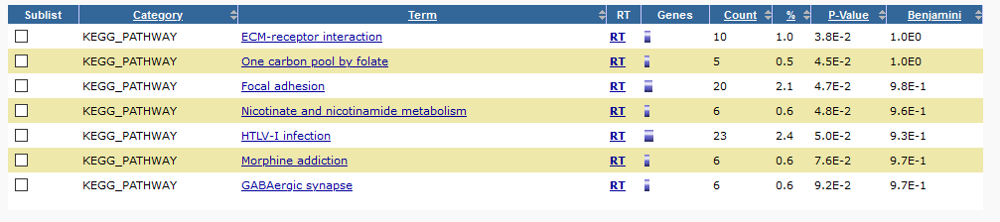 Sublist Category Term RT Genes Count % P-Value Benjamini
KEGG_PATHWAY ECM-receptor interaction RT 10 1.0 3.8E-2 1.0E0
KEGG_PATHWAY One carbon pool by folate RT 5 0.5 4.5E-2 1.0E0
KEGG_PATHWAY Focal adhesion RT 20 2.1 4.7E-2 9.8E-1
KEGG_PATHWAY Nicotinate and nicotinamide metabolism RT 6 0.6 4.8E-2 9.6E-1
KEGG_PATHWAY HTLV-I infection RT 23 2.4 5.0E-2 9.3E-1
KEGG_PATHWAY Morphine addiction RT 6 0.6 7.6E-2 9.7E-1
KEGG_PATHWAY GABAergic synapse RT 6 0.6 9.2E-2 9.7E-1